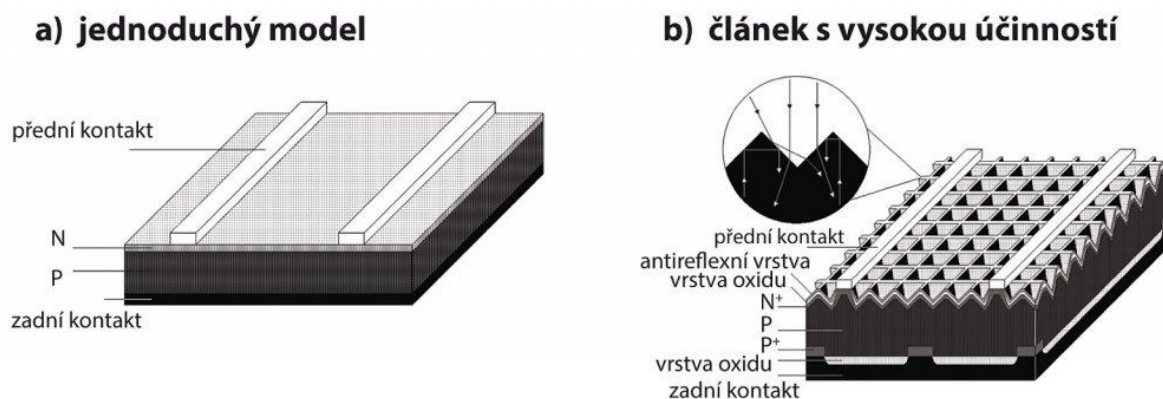 a) jednoduchý model
přední kontakt
N
P
zadní kontakt
b) článek s vysokou účinností
přední kontakt
antireflexní vrstva
vrstva oxidu
N+
P
P+
vrstva oxidu
zadní kontakt